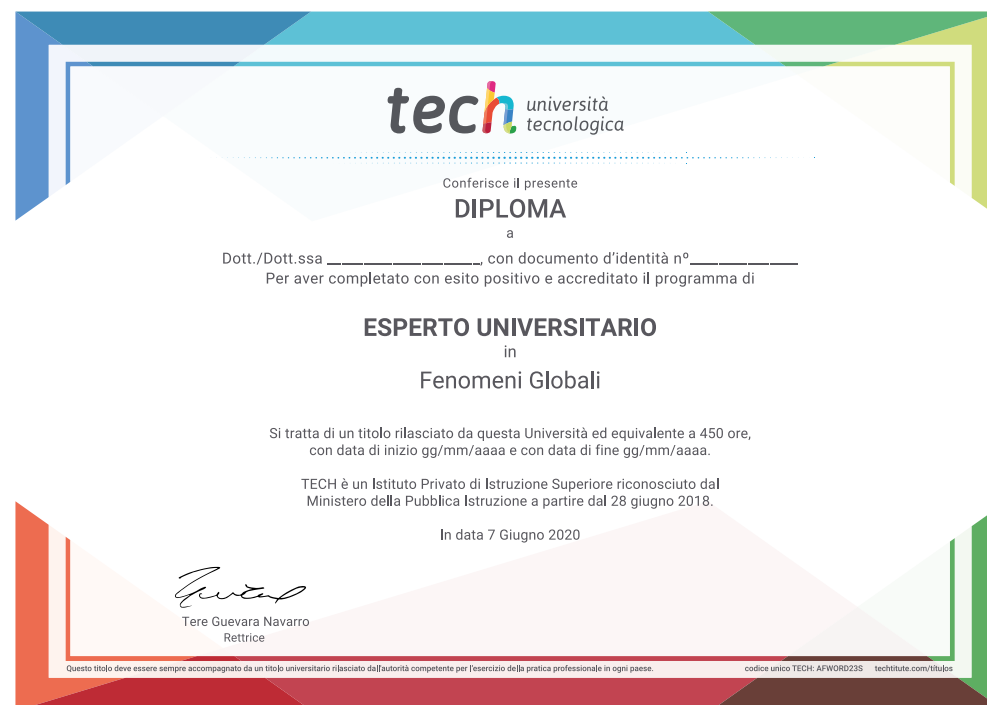 tech università
tecnologica
Conferisce il presente
DIPLOMA
a
Dott./Dott.ssa ____________________, con documento d'identità nº______________
Per aver completato con esito positivo e accreditato il programma di
ESPERTO UNIVERSITARIO
in
Fenomeni Globali
Si tratta di un titolo rilasciato da questa Università ed equivalente a 450 ore,
con data di inizio gg/mm/aaaa e con data di fine gg/mm/aaaa.
TECH è un Istituto Privato di Istruzione Superiore riconosciuto dal
Ministero della Pubblica Istruzione a partire dal 28 giugno 2018.
In data 7 Giugno 2020
Tere Guevara Navarro
Rettrice
Questo titolo deve essere sempre accompagnato da un titolo universitario rilasciato dall'autorità competente per l'esercizio della pratica professionale in ogni paese. codice unico TECH: AFWORD23S techtitute.com/títulos